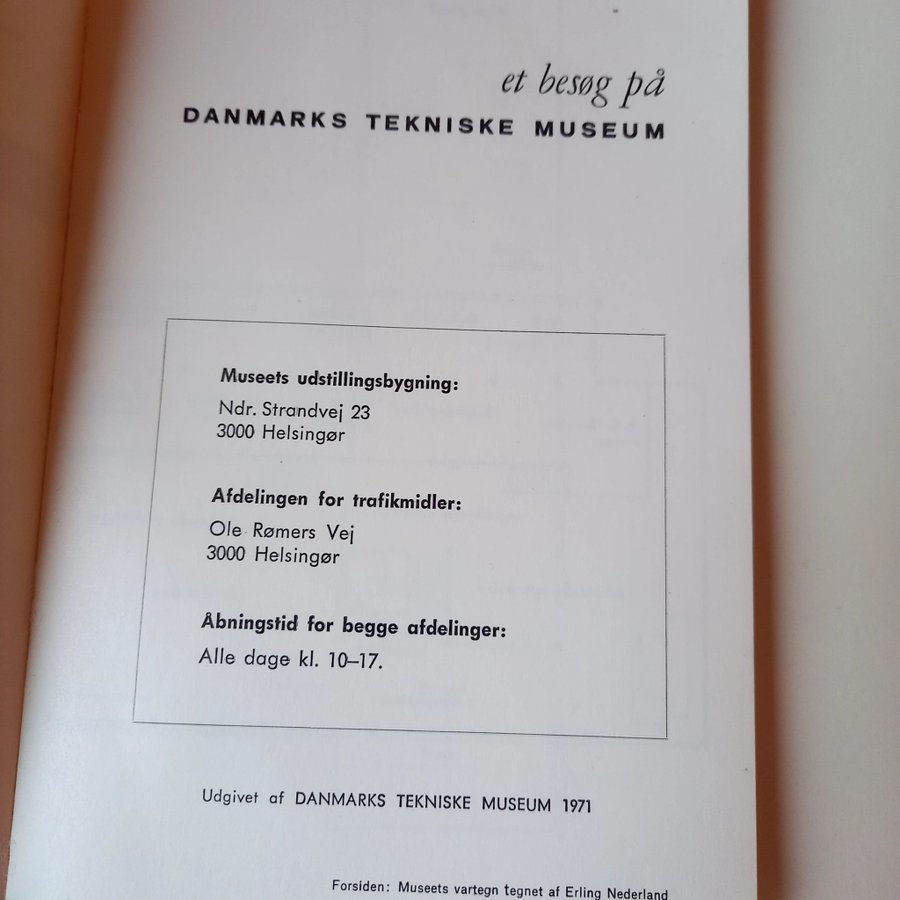 et besøg på
DANMARKS TEKNISKE MUSEUM
Museets udstillingsbygning:
Ndr. Strandvej 23
3000 Helsingør
Afdelingen for trafikmidler:
Ole Rømers Vej
3000 Helsingør
Åbningstid for begge afdelinger:
Alle dage kl. 10–17.
Udgivet af DANMARKS TEKNISKE MUSEUM 1971
Forsiden: Museets vartegn tegnet af Erling Nederland